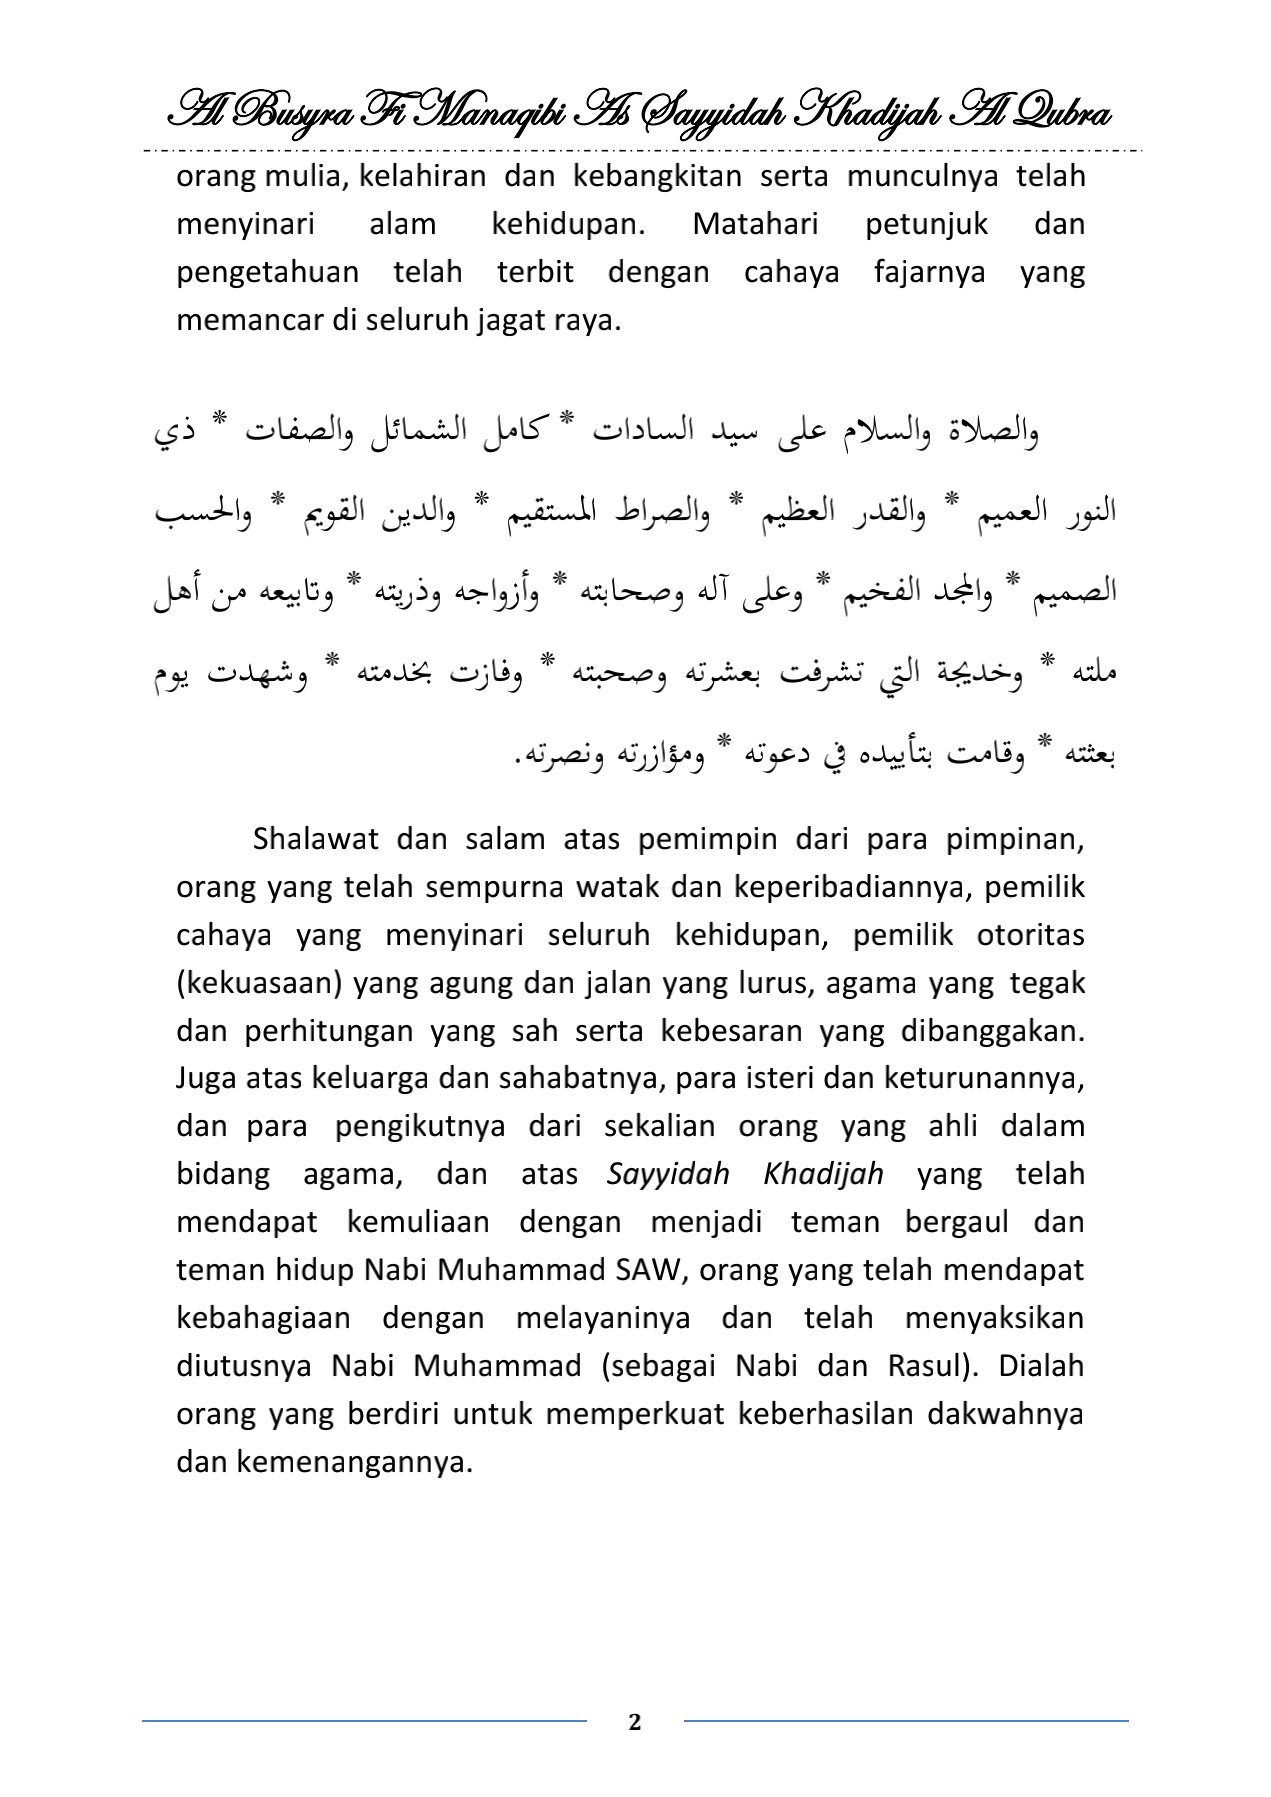 Al Busyra Fi Manaqibi As Sayyidah Khadijah Al Qubra
orang mulia, kelahiran dan kebangkitan serta munculnya telah
menyinari alam kehidupan. Matahari petunjuk dan
pengetahuan telah terbit dengan cahaya fajarnya yang
memancar di seluruh jagat raya.
والصلاة والسلام على سيد السادات * كامل الشمائل والصفات * ذي
النور العميم * والقدر العظيم * والصراط المستقيم * والدين القويم * والحسب
الصميم * والمجد الفخيم * وعلى آله وصحابته * وأزواجه وذريته * وتابيعه من أهل
ملته * وخديجة التي تشرفت بعشرته وصحبته * وفازت بخدمته * وشهدت يوم
بعثته * وقامت بتأييده في دعوته * ومؤازرته ونصرته.
Shalawat dan salam atas pemimpin dari para pimpinan,
orang yang telah sempurna watak dan keperibadiannya, pemilik
cahaya yang menyinari seluruh kehidupan, pemilik otoritas
(kekuasaan) yang agung dan jalan yang lurus, agama yang tegak
dan perhitungan yang sah serta kebesaran yang dibanggakan.
Juga atas keluarga dan sahabatnya, para isteri dan keturunannya,
dan para pengikutnya dari sekalian orang yang ahli dalam
bidang agama, dan atas Sayyidah Khadijah yang telah
mendapat kemuliaan dengan menjadi teman bergaul dan
teman hidup Nabi Muhammad SAW, orang yang telah mendapat
kebahagiaan dengan melayaninya dan telah menyaksikan
diutusnya Nabi Muhammad (sebagai Nabi dan Rasul). Dialah
orang yang berdiri untuk memperkuat keberhasilan dakwahnya
dan kemenangannya.
2